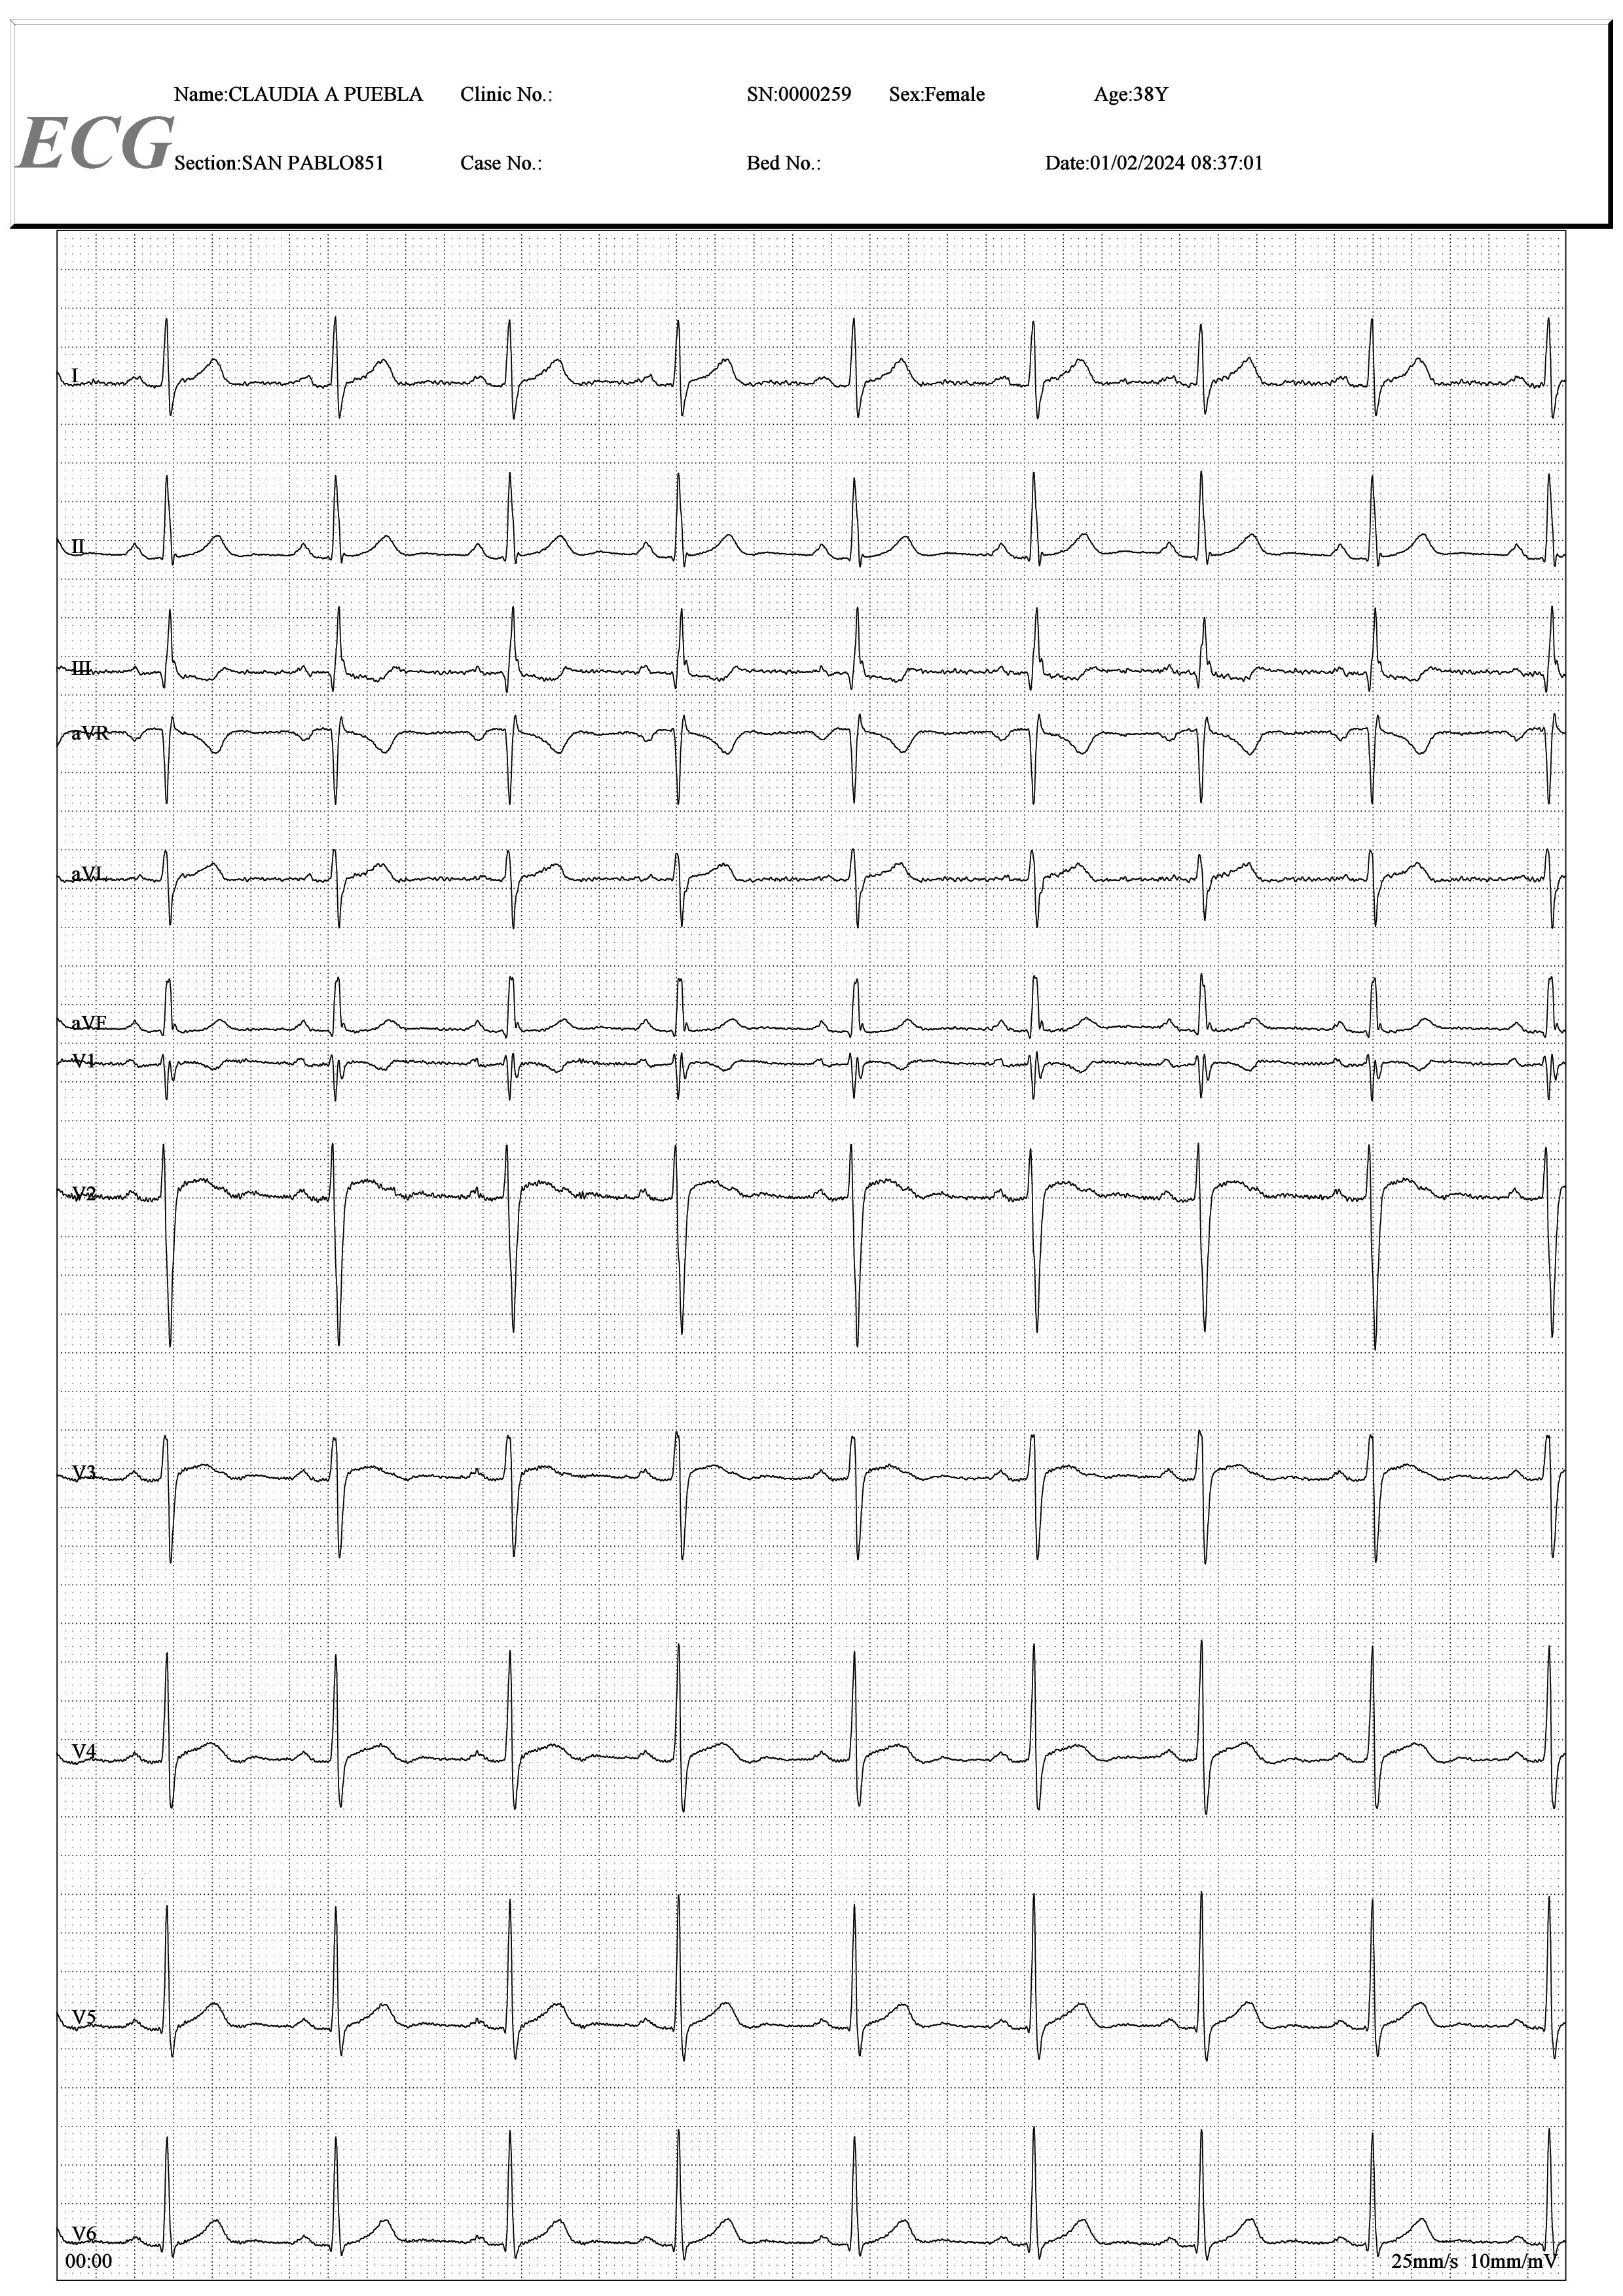 Name:CLAUDIA A PUEBLA Clinic No.: SN:0000259 Sex:Female Age:38Y
ECG
Section:SAN PABLO851 Case No.: Bed No.: Date:01/02/2024 08:37:01
I
II
III
aVR
aVL
aVF
V1
V2
V3
V4
V5
V6
00:00 25mm/s 10mm/mV